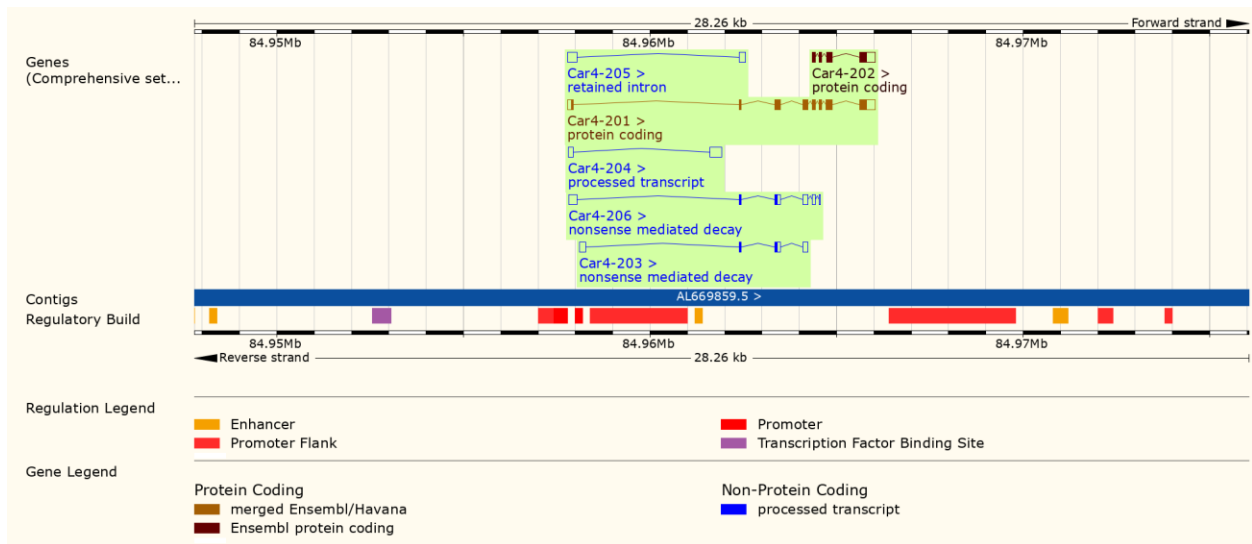 28.26 kb Forward strand
84.95Mb 84.96Mb 84.97Mb
Genes
(Comprehensive set...
Car4-205 >
retained intron
Car4-202 >
protein coding
Car4-201 >
protein coding
Car4-204 >
processed transcript
Car4-206 >
nonsense mediated decay
Car4-203 >
nonsense mediated decay
Contigs AL669859.5 >
Regulatory Build
84.95Mb 84.96Mb 84.97Mb
Reverse strand 28.26 kb
Regulation Legend
Enhancer Promoter
Promoter Flank Transcription Factor Binding Site
Gene Legend
Protein Coding Non-Protein Coding
merged Ensembl/Havana processed transcript
Ensembl protein coding